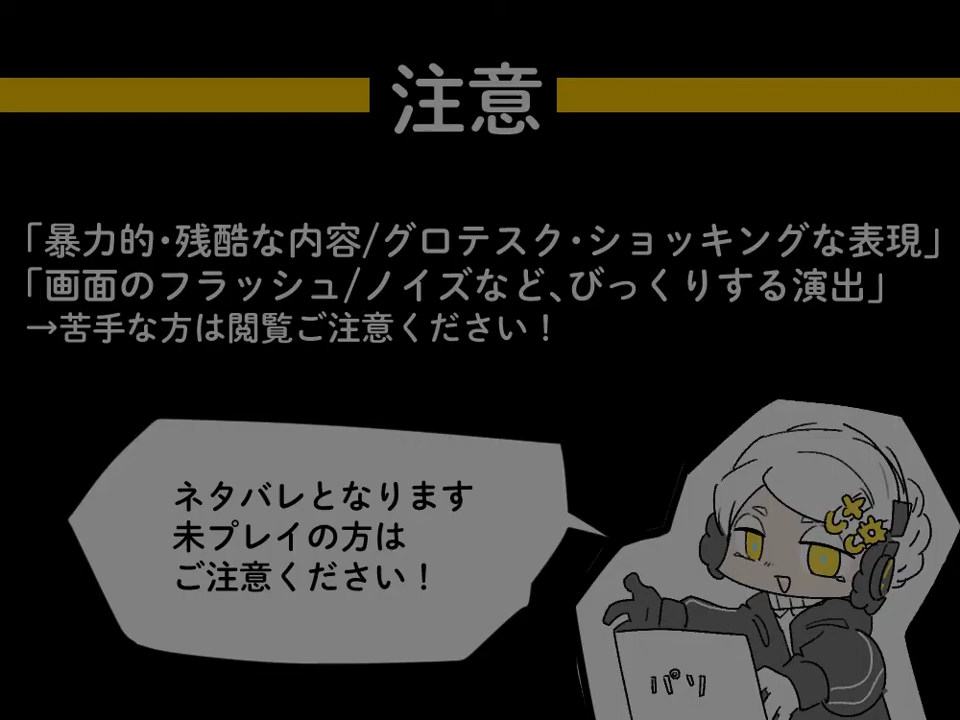 注意
「暴力的・残酷な内容/グロテスク・ショッキングな表現」
「画面のフラッシュ/ノイズなど、びっくりする演出」
→苦手な方は閲覧ご注意ください！
ネタバレとなります
未プレイの方は
ご注意ください！
パソ